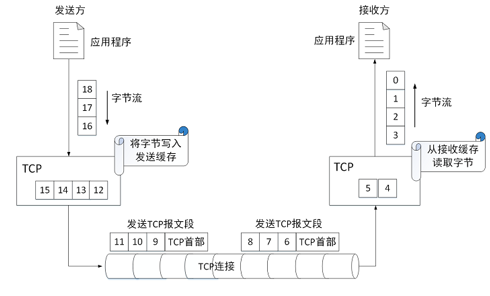 发送方
接收方
应用程序
应用程序
18
17
16
字节流
0
1
2
3
字节流
将字节写入
发送缓存
从接收缓存
读取字节
TCP
15 14 13 12
TCP
5 4
发送TCP报文段
发送TCP报文段
11 10 9 TCP首部
8 7 6 TCP首部
TCP连接